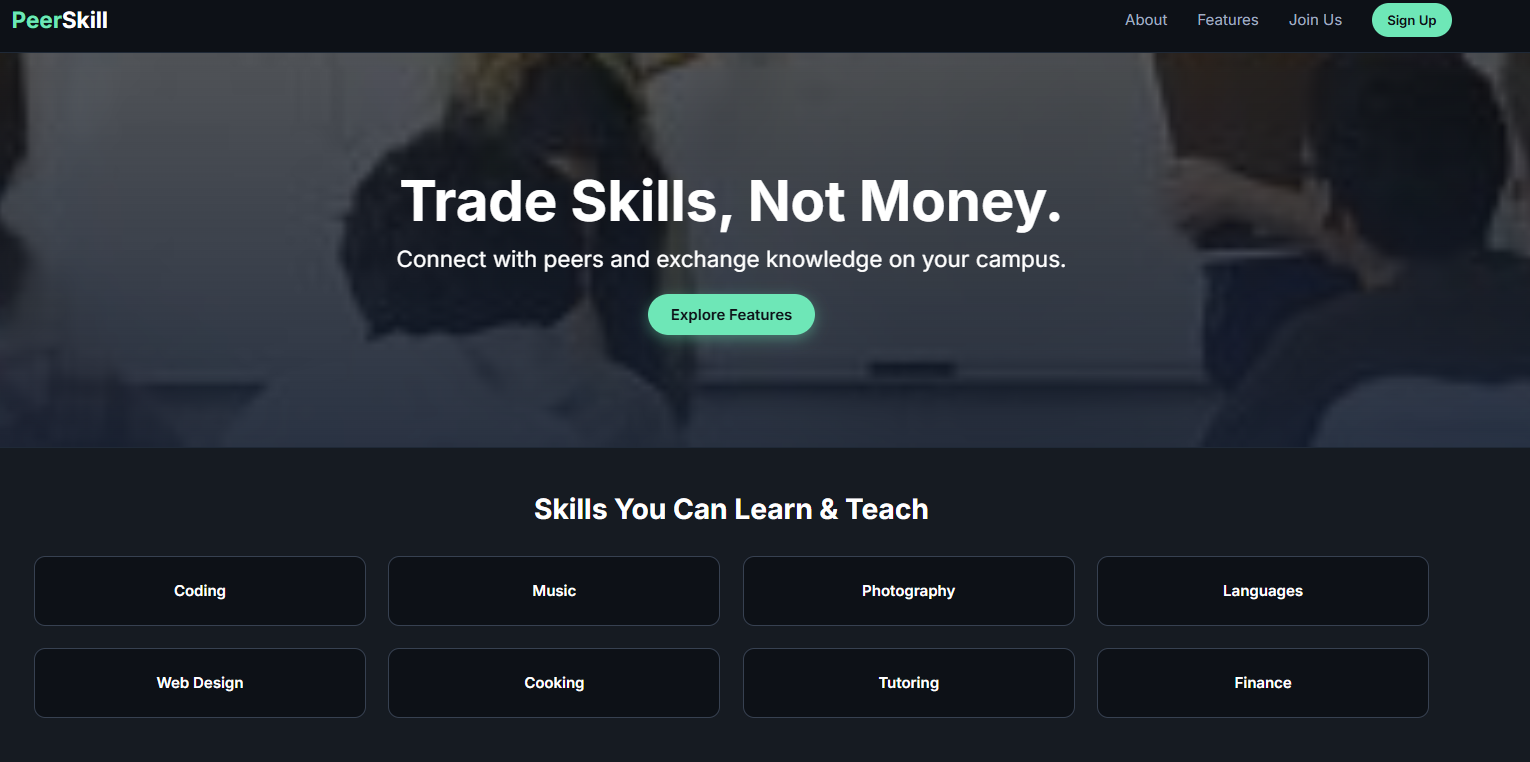 PeerSkill
About Features Join Us Sign Up
Trade Skills, Not Money.
Connect with peers and exchange knowledge on your campus.
Explore Features
Skills You Can Learn & Teach
Coding Music Photography Languages
Web Design Cooking Tutoring Finance